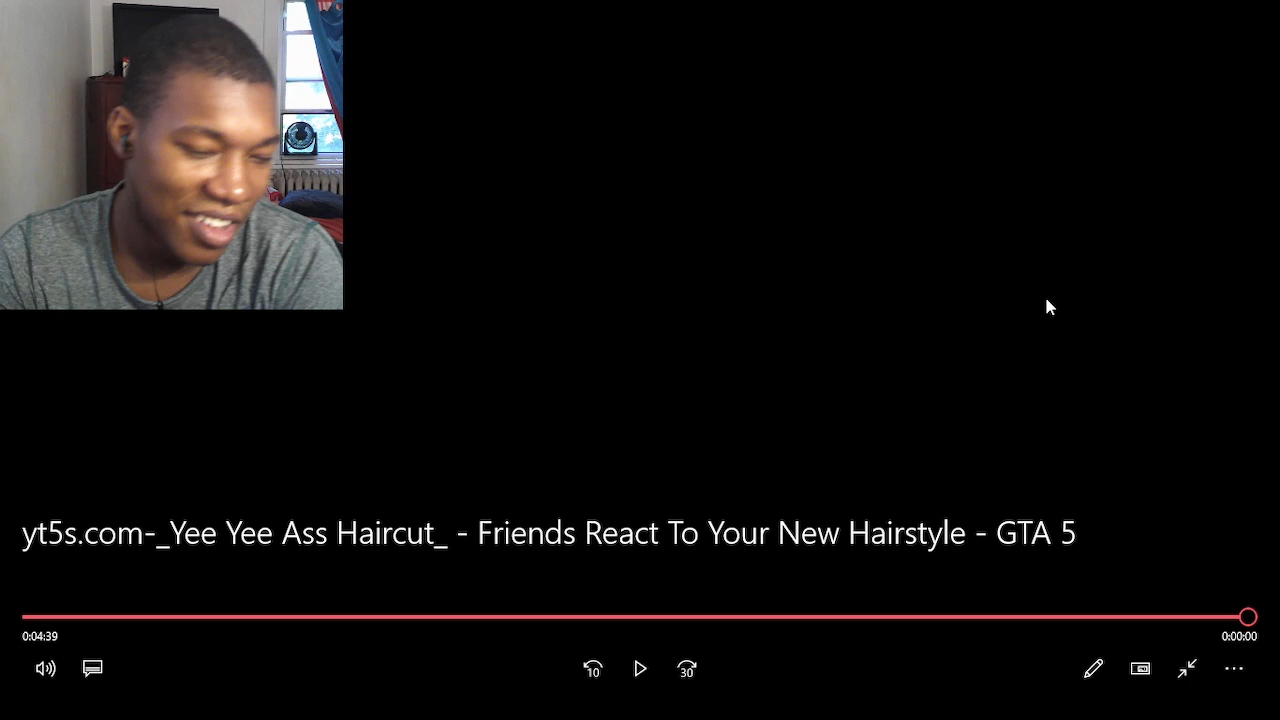 yt5s.com-_Yee Yee Ass Haircut_ - Friends React To Your New Hairstyle - GTA 5
0:04:39
0:00:00
10
30